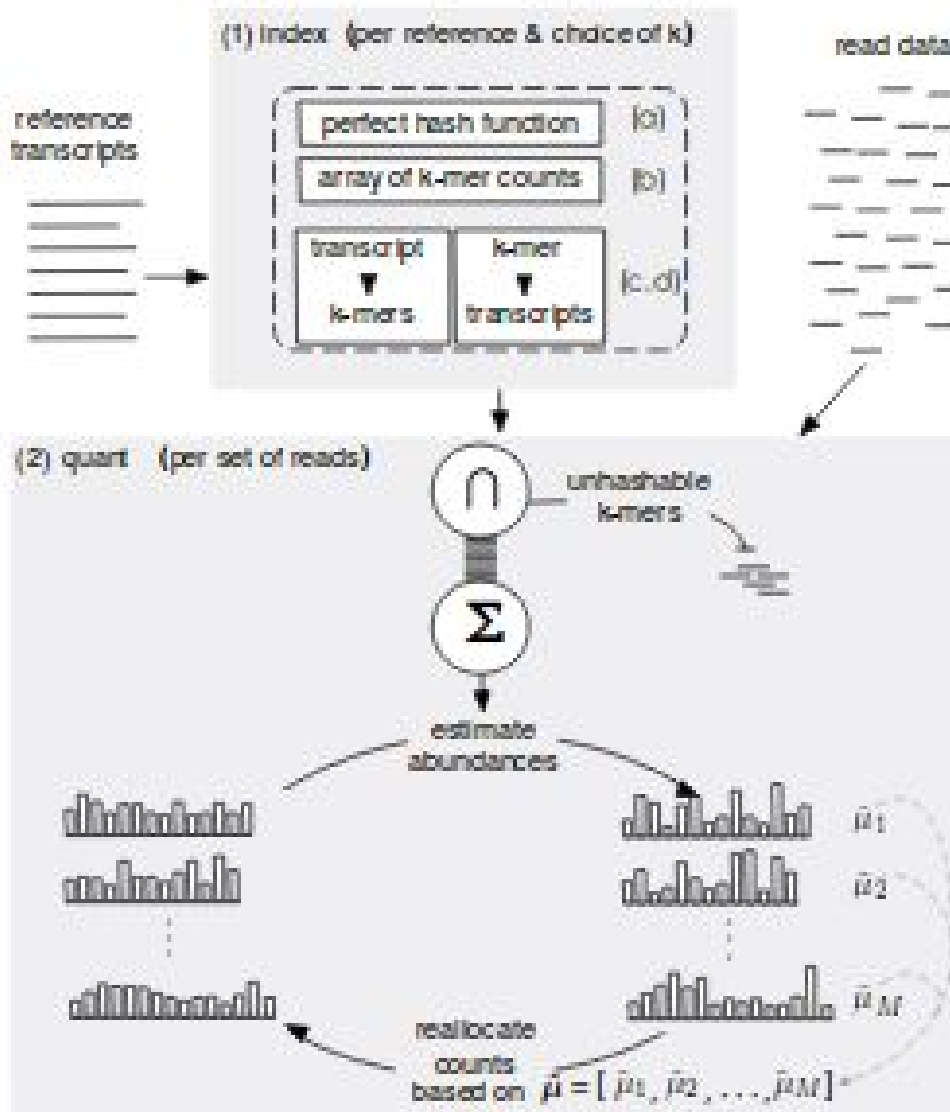 (1) index (per reference & choice of k)
read data
reference
transcripts
perfect hash function
(a)
array of k-mer counts
(b)
transcript
k-mers
k-mer
transcripts
(c,d)
(2) quant (per set of reads)
∩
unhashable
k-mers
Σ
estimate
abundances
μ̂1
μ̂2
μ̂M
reallocate
counts
based on μ̂ = [ μ̂1, μ̂2, . . . , μ̂M ]